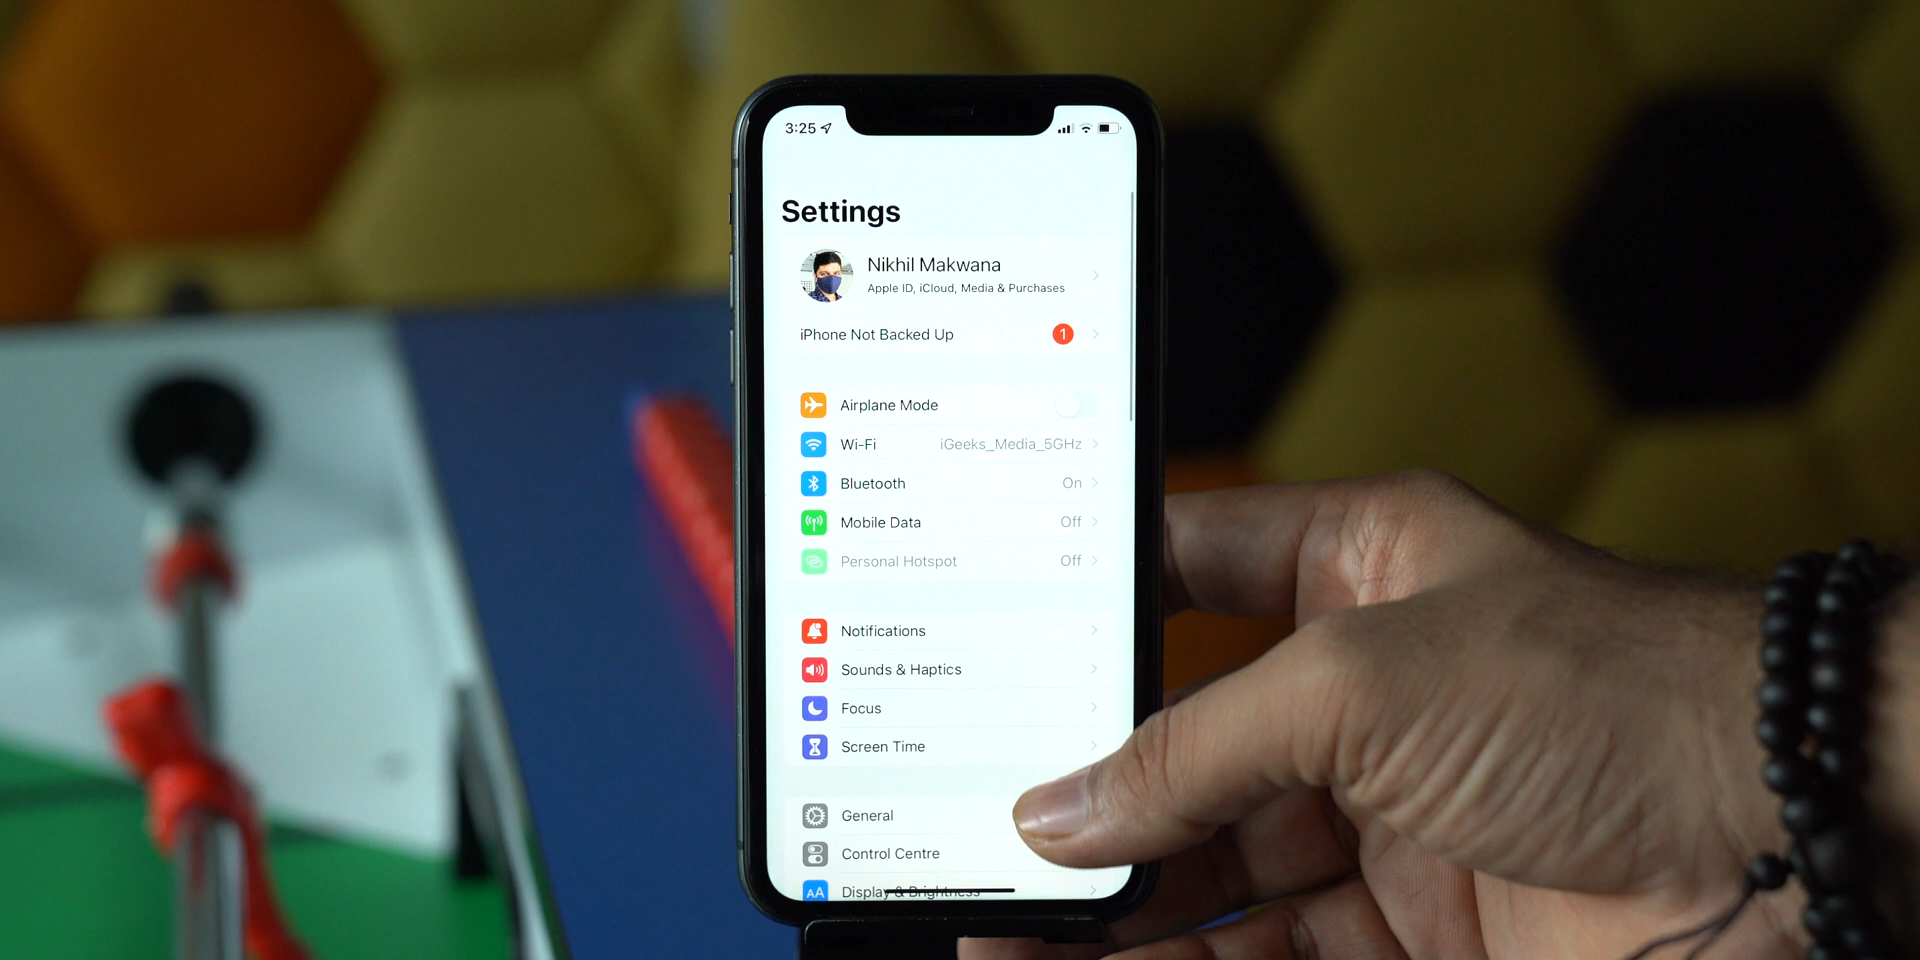 3:25
Settings
Nikhil Makwana
Apple ID, iCloud, Media & Purchases
iPhone Not Backed Up 1
Airplane Mode
Wi-Fi iGeeks_Media_5GHz
Bluetooth On
Mobile Data Off
Personal Hotspot Off
Notifications
Sounds & Haptics
Focus
Screen Time
General
Control Centre
AA Display & Brightness